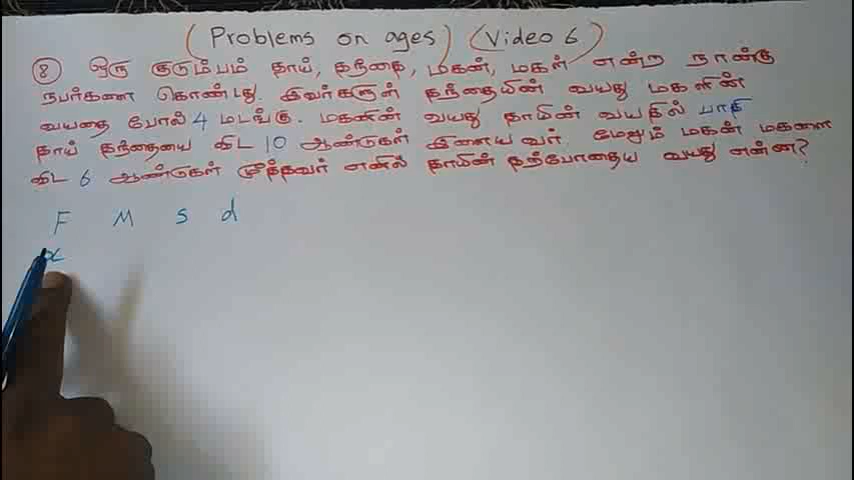 (Problems on ages) (Video 6)
8 ஒரு குடும்பம் தாய், தந்தை, மகன், மகள் என்ற நான்கு
நபர்களை கொண்டது. இவர்களுள் தந்தையின் வயது மகளின்
வயதை போல் 4 மடங்கு. மகனின் வயது தாயின் வயதில் பாதி
தாய் தந்தையை விட 10 ஆண்டுகள் இளையவர். மேலும் மகன் மகளை
விட 6 ஆண்டுகள் மூத்தவர் எனில் தாயின் தற்போதைய வயது என்ன?
F M S d
x